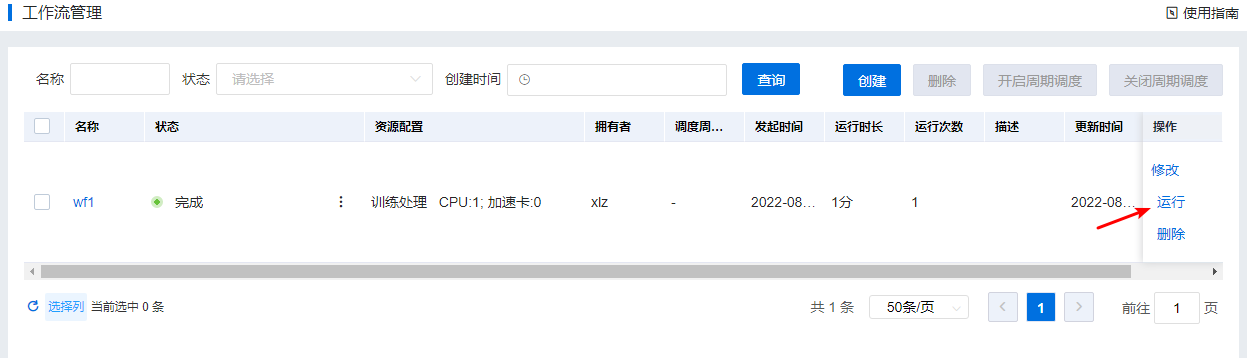 工作流管理
使用指南
名称 状态 请选择 创建时间 查询 创建 删除 开启周期调度 关闭周期调度
名称 状态 资源配置 拥有者 调度周... 发起时间 运行时长 运行次数 描述 更新时间 操作
修改
wf1 完成 训练处理 CPU:1; 加速卡:0 xlz - 2022-08... 1分 1 2022-08... 运行
删除
选择列 当前选中 0 条 共 1 条 50条/页 1 前往 1 页